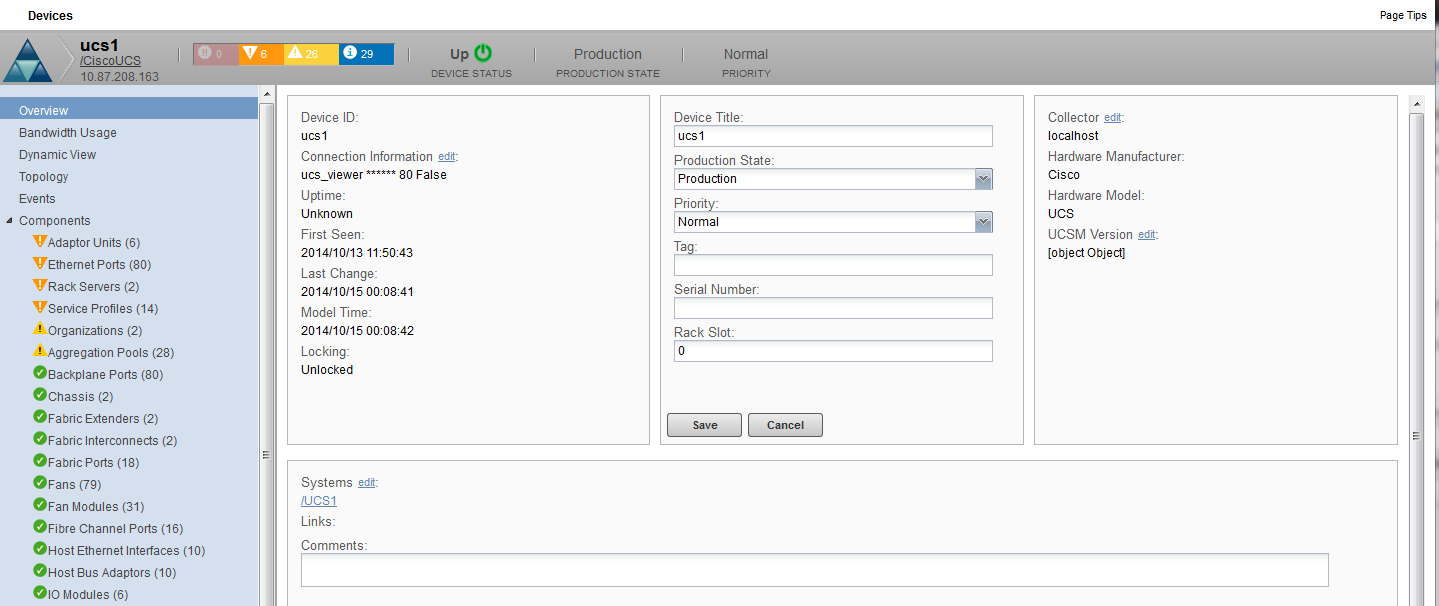 Devices
Page Tips
ucs1
/CiscoUCS
10.87.208.163
0 6 26 29
Up
DEVICE STATUS
Production
PRODUCTION STATE
Normal
PRIORITY
Overview
Bandwidth Usage
Dynamic View
Topology
Events
Components
Adaptor Units (6)
Ethernet Ports (80)
Rack Servers (2)
Service Profiles (14)
Organizations (2)
Aggregation Pools (28)
Backplane Ports (80)
Chassis (2)
Fabric Extenders (2)
Fabric Interconnects (2)
Fabric Ports (18)
Fans (79)
Fan Modules (31)
Fibre Channel Ports (16)
Host Ethernet Interfaces (10)
Host Bus Adaptors (10)
IO Modules (6)
Device ID:
ucs1
Connection Information edit:
ucs_viewer ****** 80 False
Uptime:
Unknown
First Seen:
2014/10/13 11:50:43
Last Change:
2014/10/15 00:08:41
Model Time:
2014/10/15 00:08:42
Locking:
Unlocked
Device Title:
ucs1
Production State:
Production
Priority:
Normal
Tag:
Serial Number:
Rack Slot:
0
Save Cancel
Collector edit:
localhost
Hardware Manufacturer:
Cisco
Hardware Model:
UCS
UCSM Version edit:
[object Object]
Systems edit:
/UCS1
Links:
Comments: